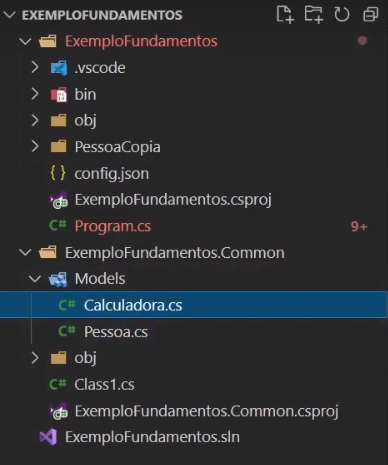 EXEMPLOFUNDAMENTOS
ExemploFundamentos
.vscode
bin
obj
PessoaCopia
{} config.json
ExemploFundamentos.csproj
C# Program.cs 9+
ExemploFundamentos.Common
Models
C# Calculadora.cs
C# Pessoa.cs
obj
C# Class1.cs
ExemploFundamentos.Common.csproj
ExemploFundamentos.sln